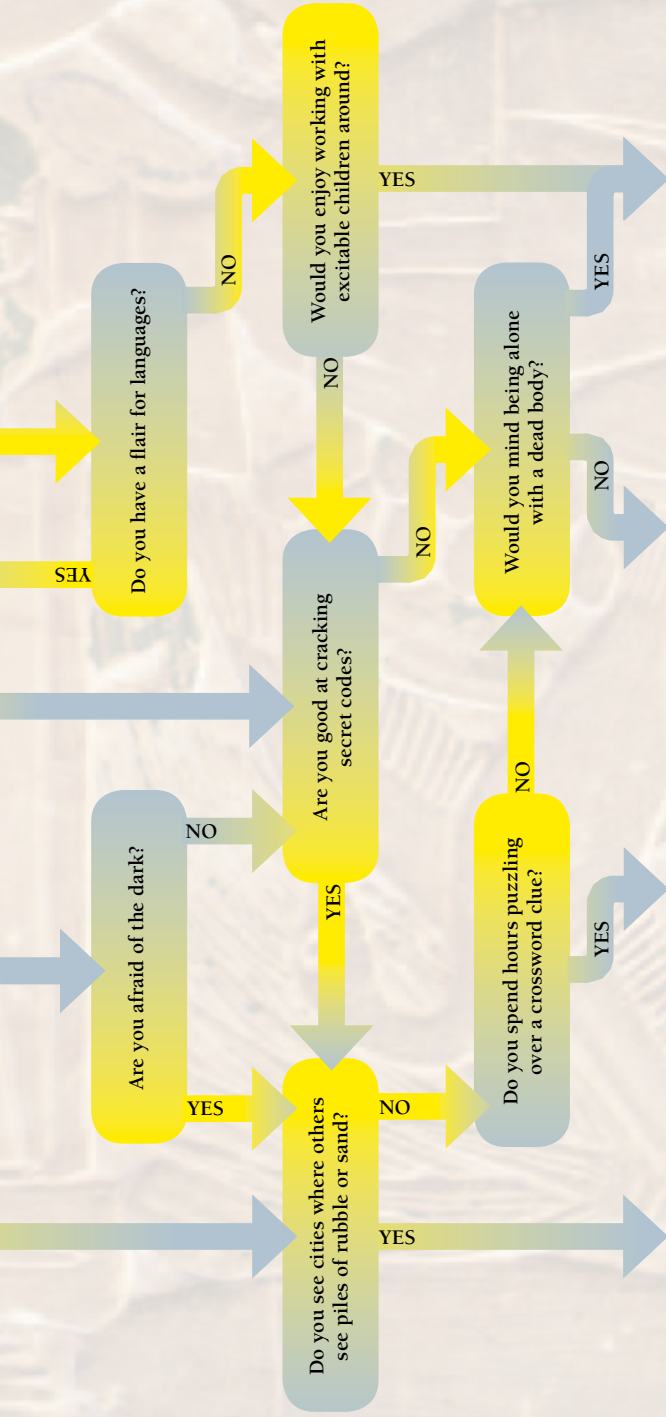 Do you have a flair for languages?
YES
NO
Are you afraid of the dark?
YES
NO
Would you enjoy working with
excitable children around?
NO
YES
Are you good at cracking
secret codes?
YES
NO
Do you see cities where others
see piles of rubble or sand?
NO
YES
Would you mind being alone
with a dead body?
YES
NO
Do you spend hours puzzling
over a crossword clue?
NO
YES